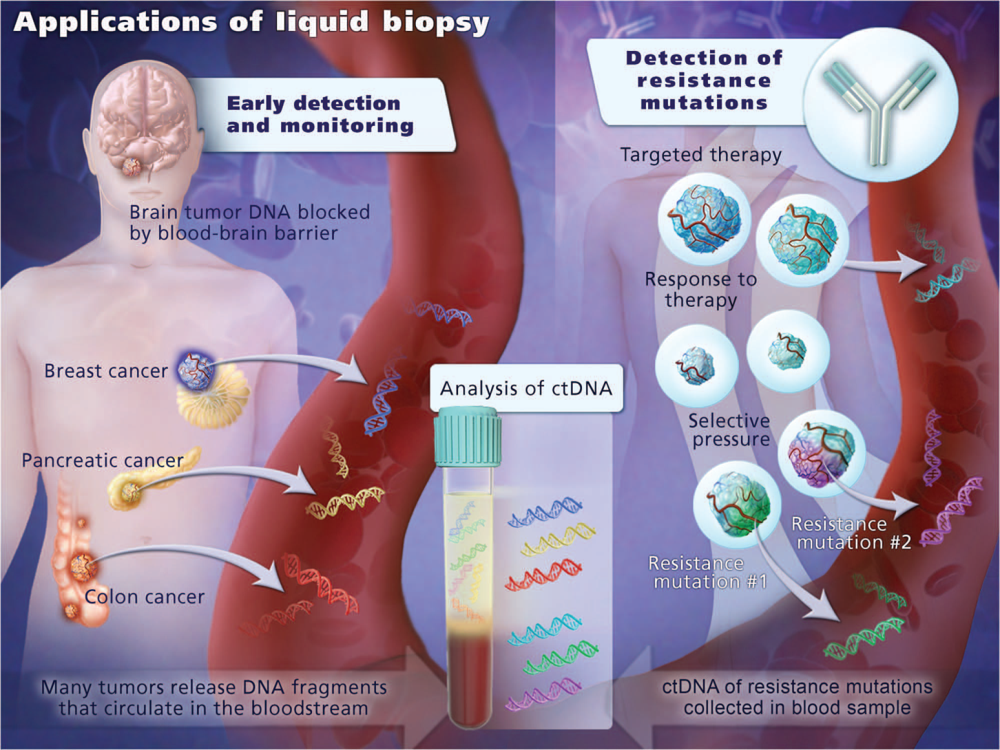 Applications of liquid biopsy
Early detection
and monitoring
Brain tumor DNA blocked
by blood-brain barrier
Breast cancer
Pancreatic cancer
Colon cancer
Many tumors release DNA fragments
that circulate in the bloodstream
Analysis of ctDNA
Detection of
resistance
mutations
Targeted therapy
Response to
therapy
Selective
pressure
Resistance
mutation #2
Resistance
mutation #1
ctDNA of resistance mutations
collected in blood sample